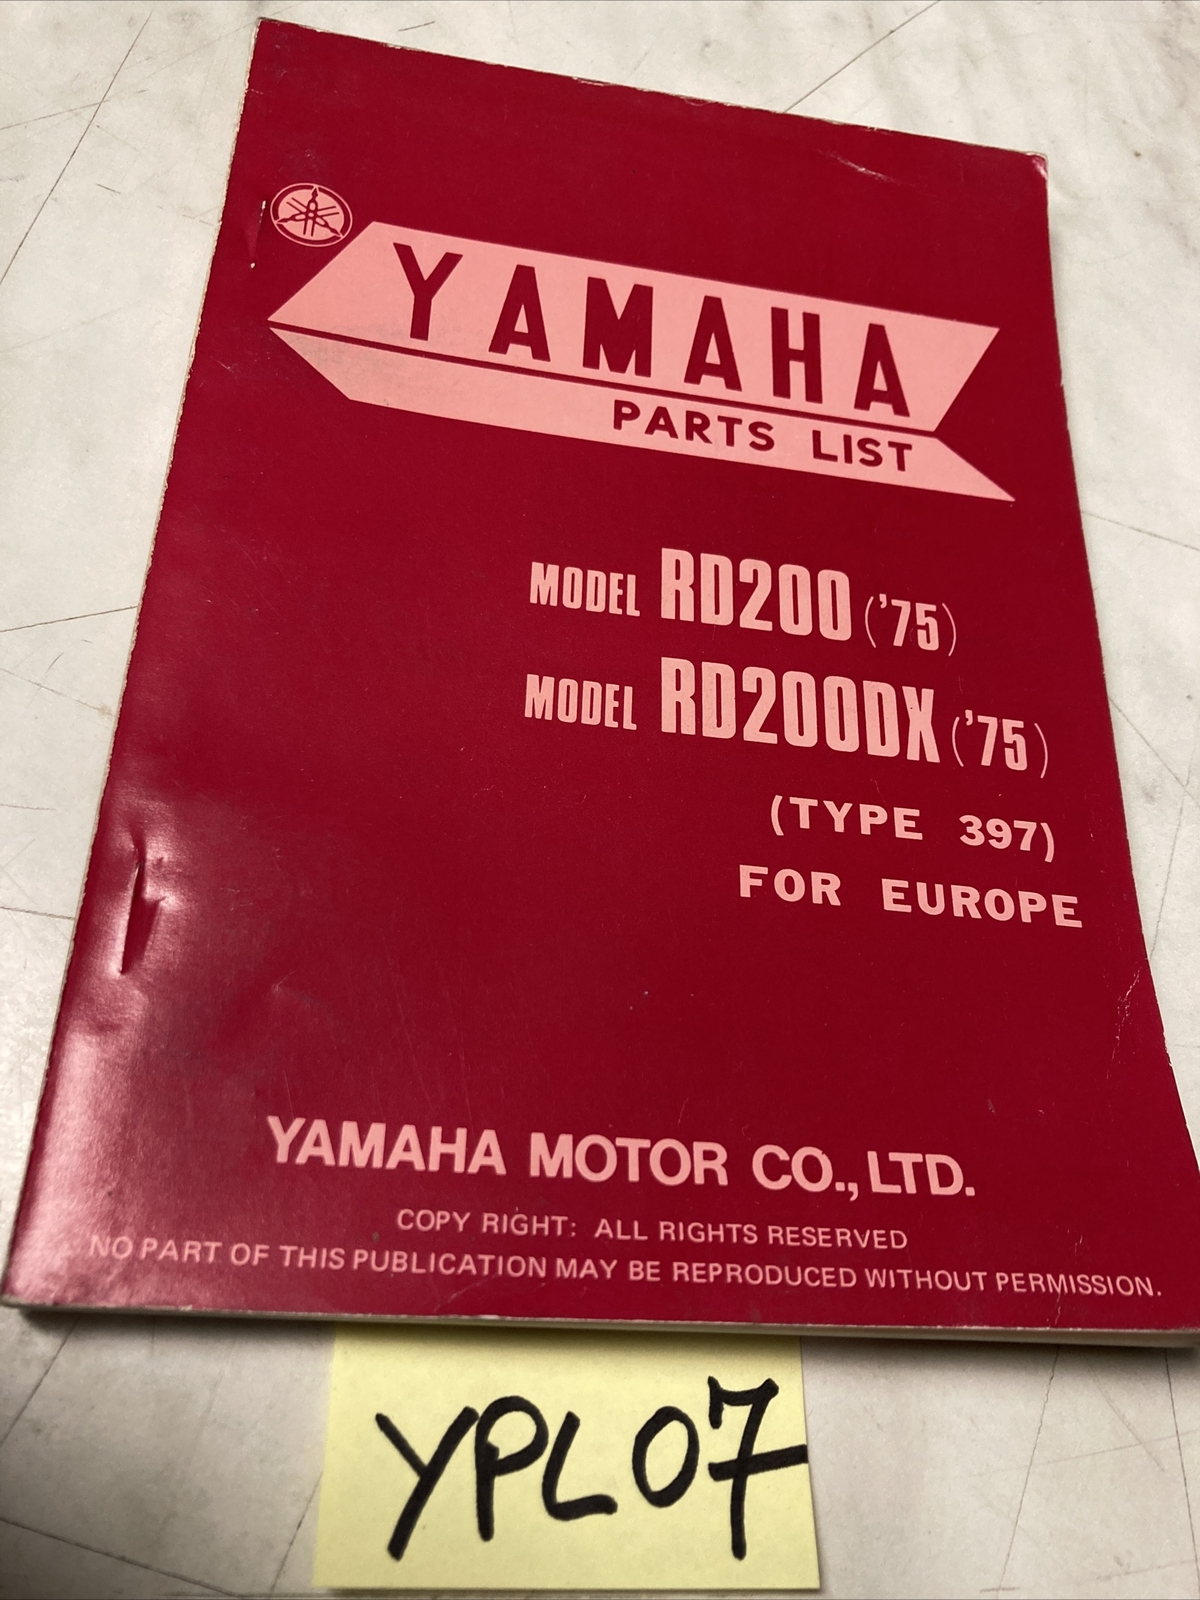 YAMAHA
PARTS LIST
MODEL RD200 ('75)
MODEL RD200DX ('75)
(TYPE 397)
FOR EUROPE
YAMAHA MOTOR CO., LTD.
COPY RIGHT: ALL RIGHTS RESERVED
NO PART OF THIS PUBLICATION MAY BE REPRODUCED WITHOUT PERMISSION.
YPL07